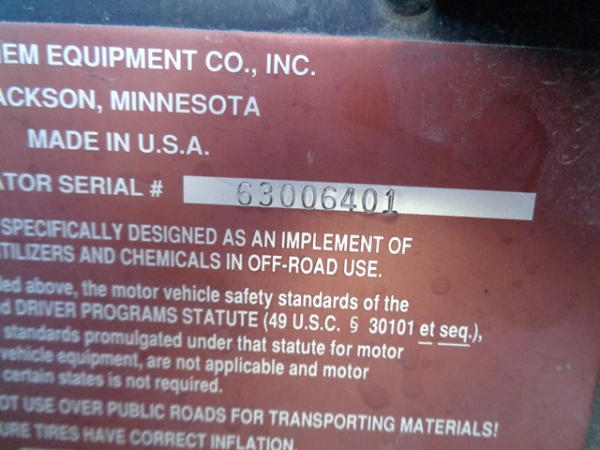 EM EQUIPMENT CO., INC.
ACKSON, MINNESOTA
MADE IN U.S.A.
ATOR SERIAL # 63006401
SPECIFICALLY DESIGNED AS AN IMPLEMENT OF
TILIZERS AND CHEMICALS IN OFF-ROAD USE.
ed above, the motor vehicle safety standards of the
d DRIVER PROGRAMS STATUTE (49 U.S.C. § 30101 et seq.),
standards promulgated under that statute for motor
vehicle equipment, are not applicable and motor
certain states is not required.
OT USE OVER PUBLIC ROADS FOR TRANSPORTING MATERIALS!
URE TIRES HAVE CORRECT INFLATION.